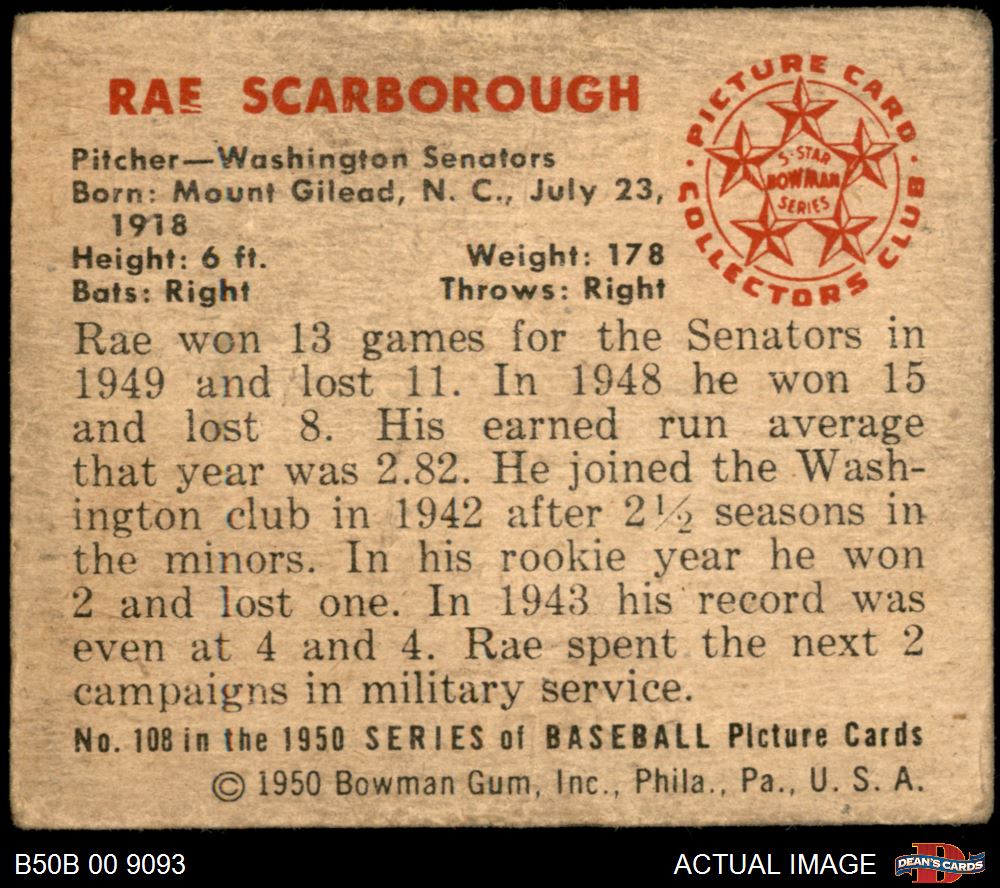 RAE SCARBOROUGH
Pitcher—Washington Senators
Born: Mount Gilead, N. C., July 23,
1918
Height: 6 ft. Weight: 178
Bats: Right Throws: Right
PICTURE CARD
COLLECTORS CLUB
5-STAR
BOWMAN
SERIES
Rae won 13 games for the Senators in
1949 and lost 11. In 1948 he won 15
and lost 8. His earned run average
that year was 2.82. He joined the Wash-
ington club in 1942 after 2½ seasons in
the minors. In his rookie year he won
2 and lost one. In 1943 his record was
even at 4 and 4. Rae spent the next 2
campaigns in military service.
No. 108 in the 1950 SERIES of BASEBALL Picture Cards
© 1950 Bowman Gum, Inc., Phila., Pa., U. S. A.
B50B 00 9093 ACTUAL IMAGE DEAN'S CARDS